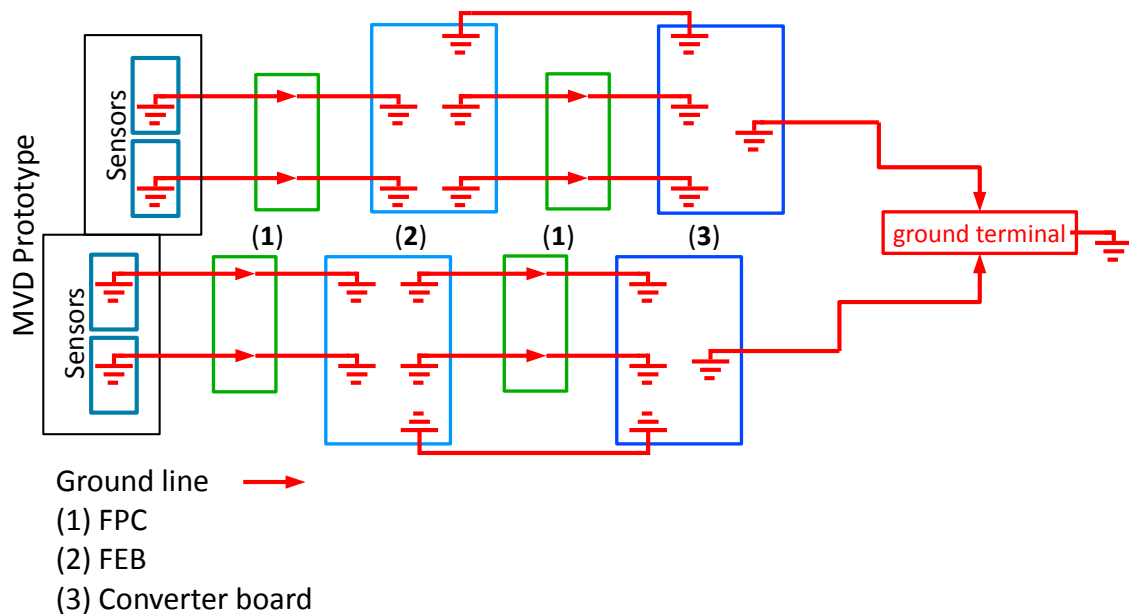 MVD Prototype
Sensors
Sensors
(1) (2) (1) (3)
ground terminal
Ground line
(1) FPC
(2) FEB
(3) Converter board